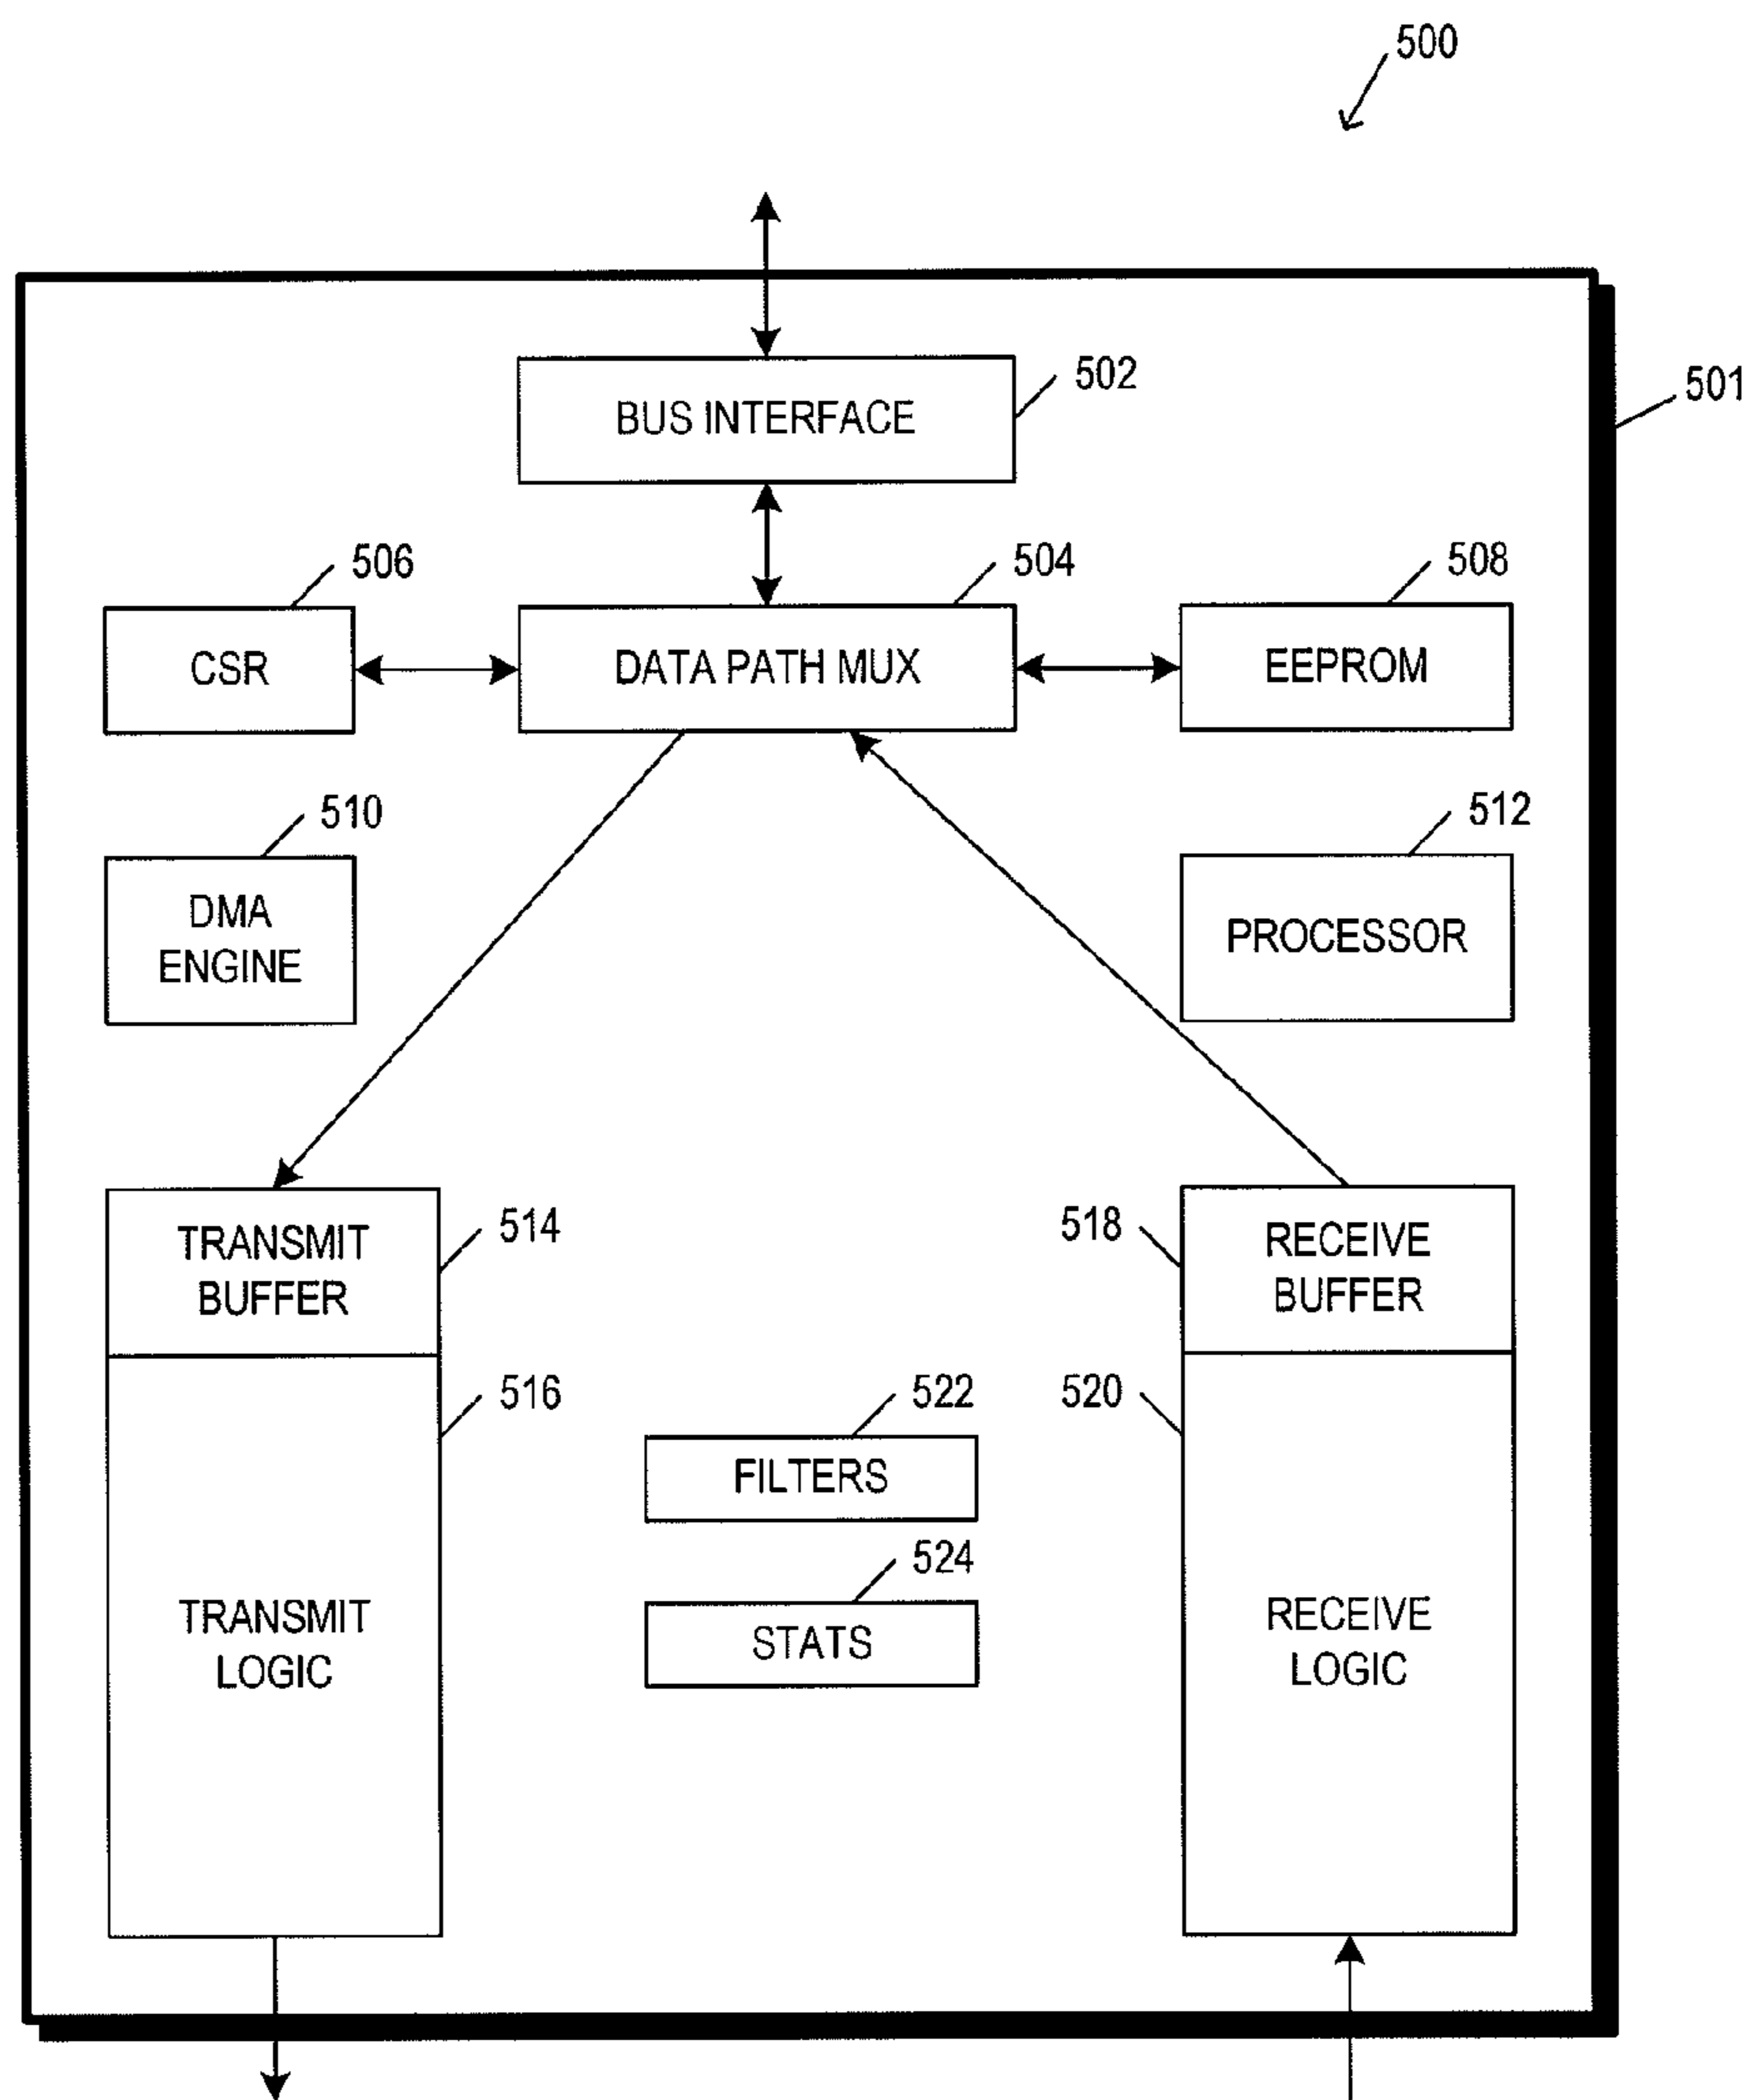 500
501
502
BUS INTERFACE
506
504
508
CSR
DATA PATH MUX
EEPROM
510
512
DMA
ENGINE
PROCESSOR
514
518
TRANSMIT
BUFFER
RECEIVE
BUFFER
516
522
520
FILTERS
524
STATS
TRANSMIT
LOGIC
RECEIVE
LOGIC